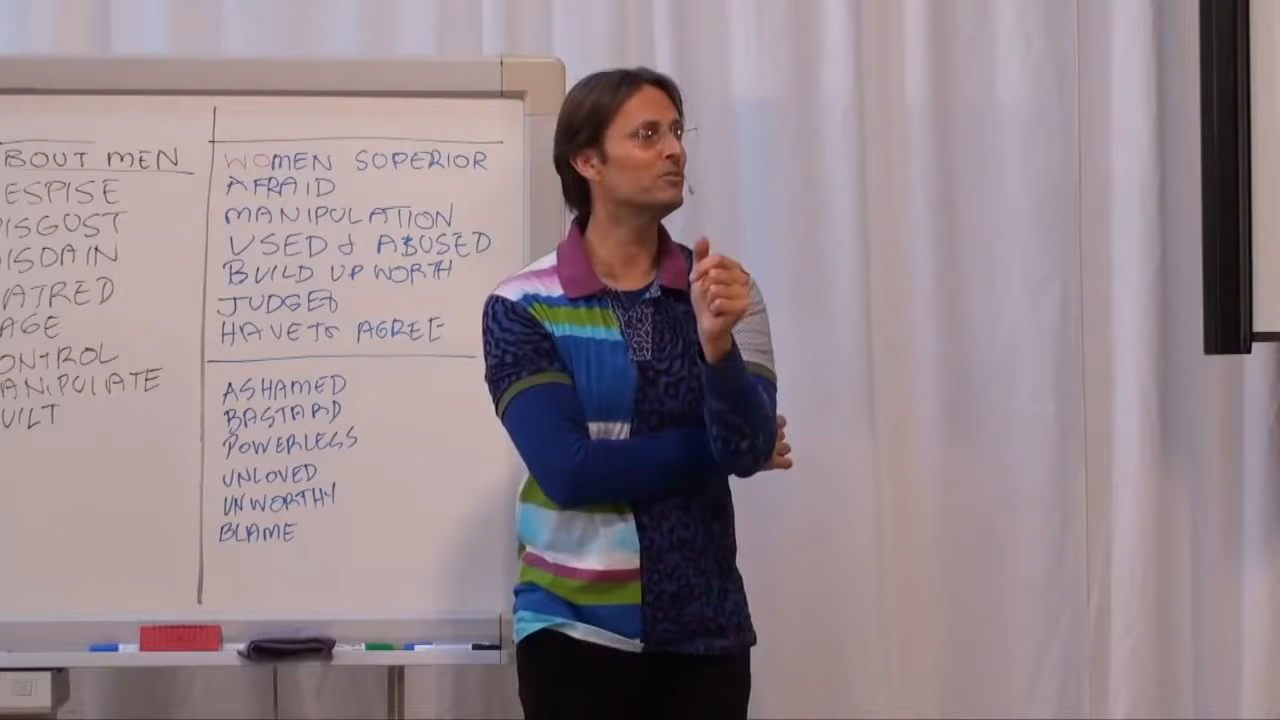 BOUT MEN
ESPISE
ISGUST
ISDAIN
ATRED
AGE
ONTROL
ANIPULATE
UILT
WOMEN SUPERIOR
AFRAID
MANIPULATION
USED & ABUSED
BUILD UP WORTH
JUDGED
HAVE to AGREE
ASHAMED
BASTARD
POWERLESS
UNLOVED
UNWORTHY
BLAME